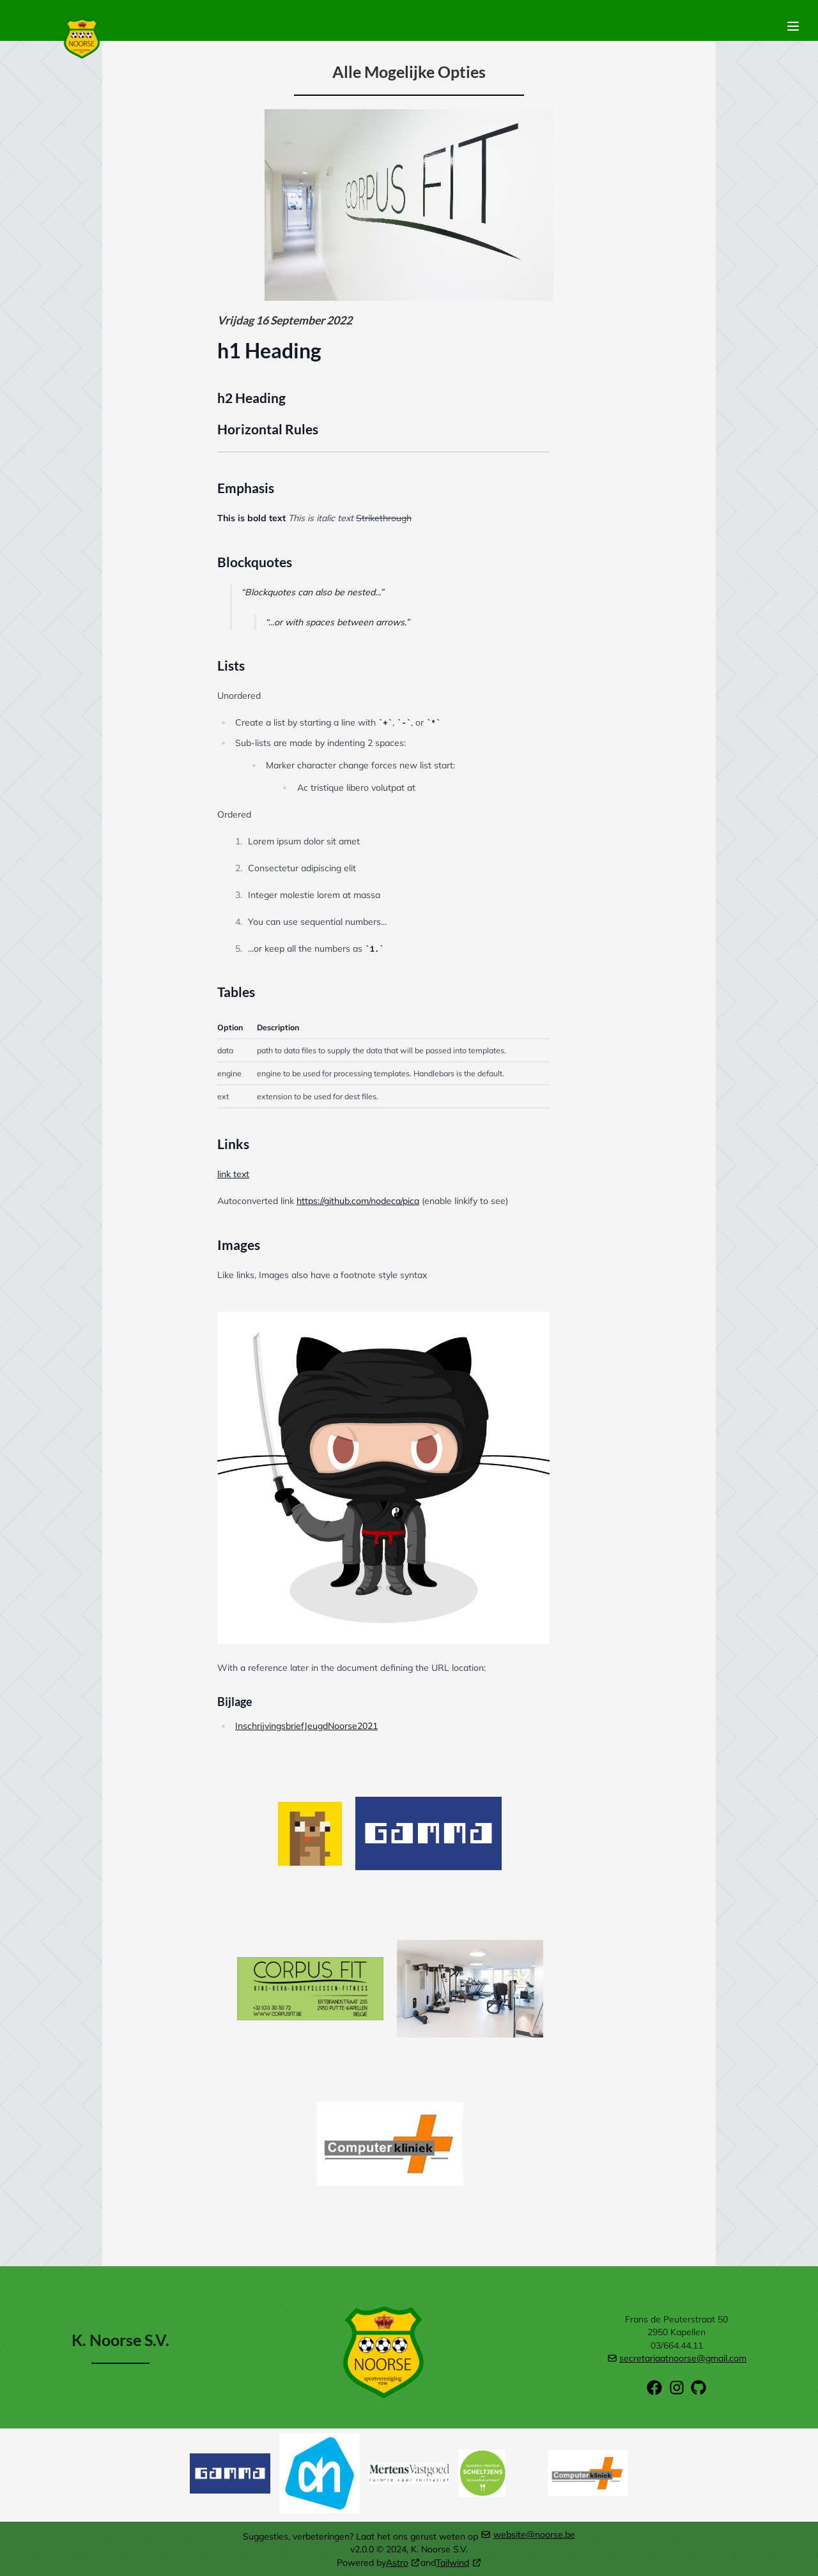 NOORSE
Alle Mogelijke Opties
CORPUS FIT
Vrijdag 16 September 2022
h1 Heading
h2 Heading
Horizontal Rules
Emphasis
This is bold text This is italic text Strikethrough
Blockquotes
“Blockquotes can also be nested...”
“...or with spaces between arrows.”
Lists
Unordered
Create a list by starting a line with `+`, `-`, or `*`
Sub-lists are made by indenting 2 spaces:
Marker character change forces new list start:
Ac tristique libero volutpat at
Ordered
1. Lorem ipsum dolor sit amet
2. Consectetur adipiscing elit
3. Integer molestie lorem at massa
4. You can use sequential numbers...
5. ...or keep all the numbers as `1.`
Tables
Option Description
data path to data files to supply the data that will be passed into templates.
engine engine to be used for processing templates. Handlebars is the default.
ext extension to be used for dest files.
Links
link text
Autoconverted link https://github.com/nodeca/pica (enable linkify to see)
Images
Like links, Images also have a footnote style syntax
With a reference later in the document defining the URL location:
Bijlage
InschrijvingsbriefJeugdNoorse2021
GAMMA
CORPUS FIT
KINE-REVA-GROEPSLESSEN-FITNESS
ERTBRANDSTRAAT 235
+32 (0)3 30 50 72 2950 PUTTE-KAPELLEN
WWW.CORPUSFIT.BE BELGIË
Computerkliniek
K. Noorse S.V.
NOORSE
sportvereniging
vzw
Frans de Peuterstraat 50
2950 Kapellen
03/664.44.11
secretariaatnoorse@gmail.com
GAMMA
ah
Mertens Vastgoed
ruimte voor initiatief
SCHELTJENS
Computerkliniek
Suggesties, verbeteringen? Laat het ons gerust weten op website@noorse.be
v2.0.0 © 2024, K. Noorse S.V.
Powered by Astro and Tailwind